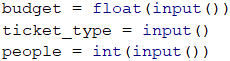 budget = float(input())
ticket_type = input()
people = int(input())